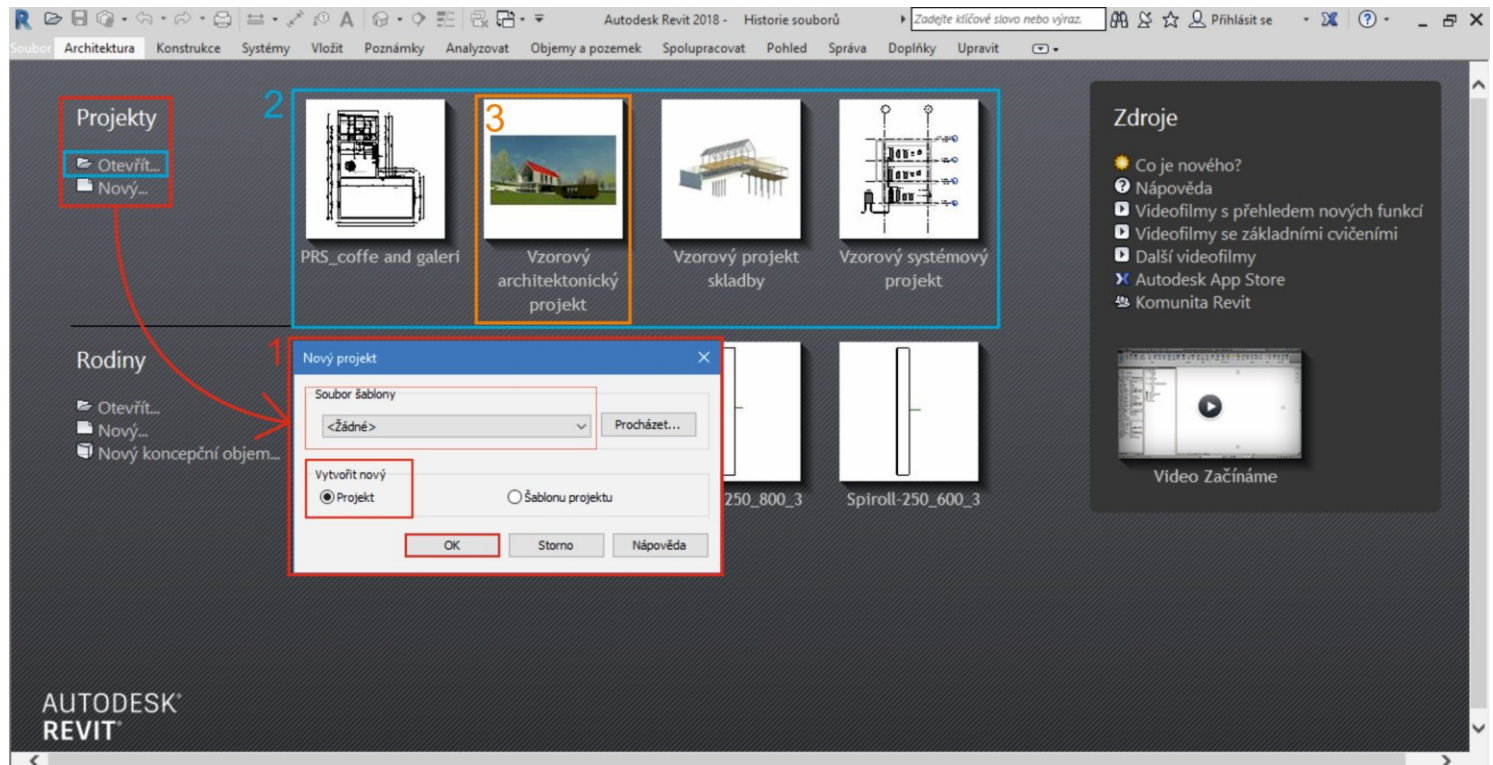 Autodesk Revit 2018 - Historie souborů
Zadejte klíčové slovo nebo výraz.
Přihlásit se
Soubor Architektura Konstrukce Systémy Vložit Poznámky Analyzovat Objemy a pozemek Spolupracovat Pohled Správa Doplňky Upravit
Projekty
Otevřít...
Nový...
2
3
PRS_coffe and galeri
Vzorový
architektonický
projekt
Vzorový projekt
skladby
Vzorový systémový
projekt
Rodiny
Otevřít...
Nový...
Nový koncepční objem...
1
Nový projekt
Soubor šablony
<Žádné>
Procházet...
Vytvořit nový
Projekt
Šablonu projektu
OK
Storno
Nápověda
250_800_3
Spiroll-250_600_3
Zdroje
Co je nového?
Nápověda
Videofilmy s přehledem nových funkcí
Videofilmy se základními cvičeními
Další videofilmy
Autodesk App Store
Komunita Revit
Video Začínáme
AUTODESK®
REVIT®